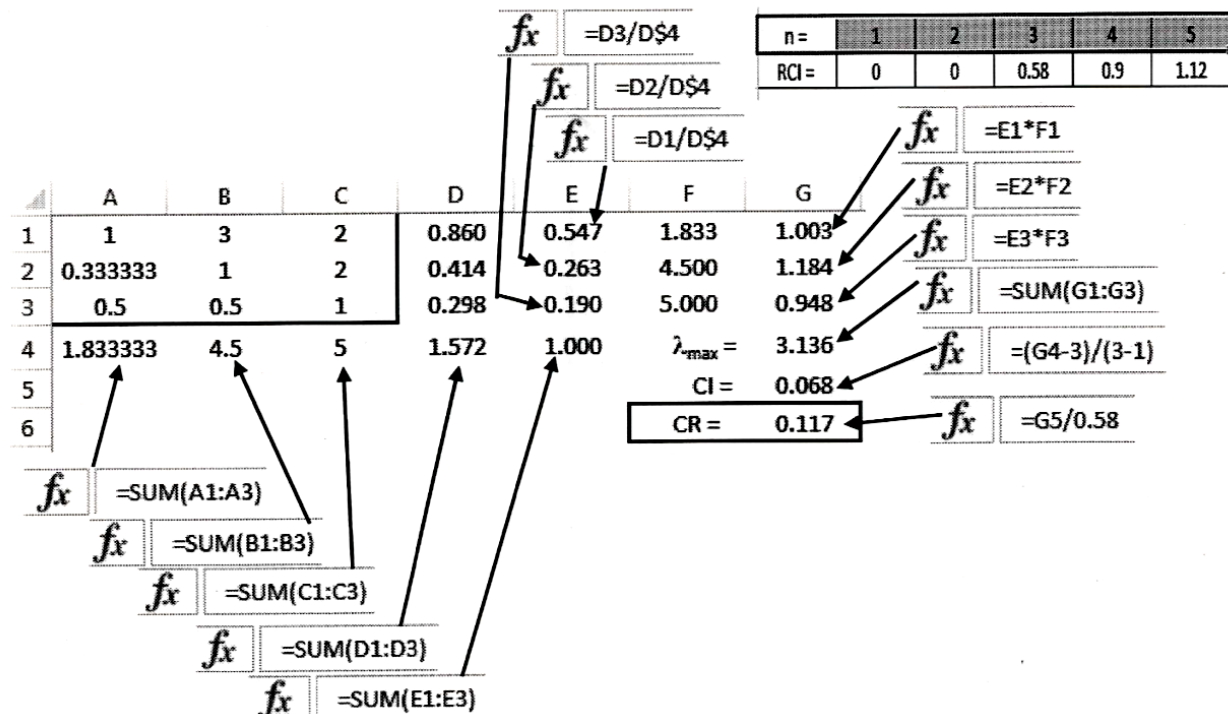 fx =D3/D$4
n = 1 2 3 4 5
RCI = 0 0 0.58 0.9 1.12
fx =D2/D$4
fx =D1/D$4
fx =E1*F1
fx =E2*F2
fx =E3*F3
fx =SUM(G1:G3)
fx =(G4-3)/(3-1)
fx =G5/0.58
A B C D E F G
1 1 3 2 0.860 0.547 1.833 1.003
2 0.333333 1 2 0.414 0.263 4.500 1.184
3 0.5 0.5 1 0.298 0.190 5.000 0.948
4 1.833333 4.5 5 1.572 1.000 λmax = 3.136
5 CI = 0.068
6 CR = 0.117
fx =SUM(A1:A3)
fx =SUM(B1:B3)
fx =SUM(C1:C3)
fx =SUM(D1:D3)
fx =SUM(E1:E3)